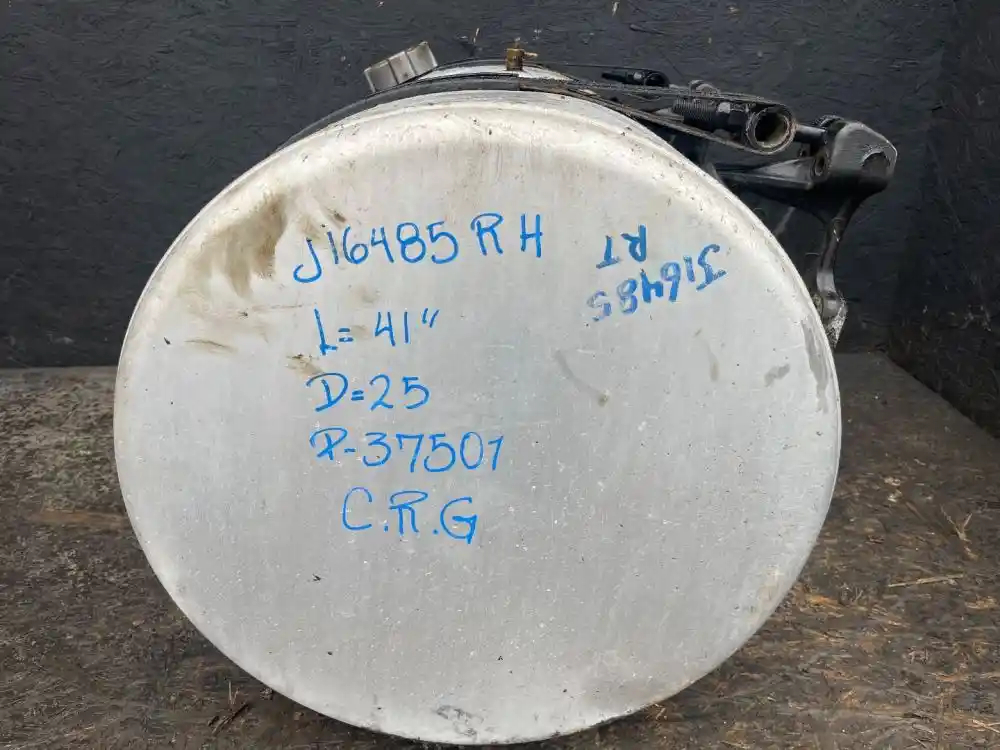 J16485 RH
L= 41"
D=25
P-37501
C.R.G
J16485
RT